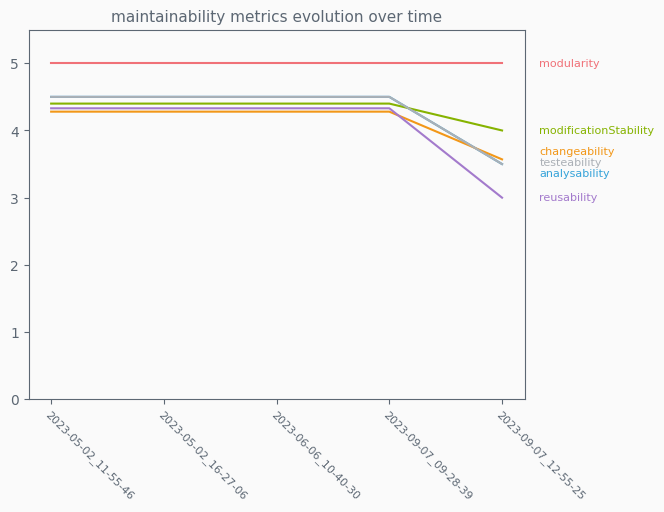 maintainability metrics evolution over time
5
4
3
2
1
0
modularity
modificationStability
changeability
testeability
analysability
reusability
2023-05-02_11-55-46
2023-05-02_16-27-06
2023-06-06_10-40-30
2023-09-07_09-28-39
2023-09-07_12-55-25